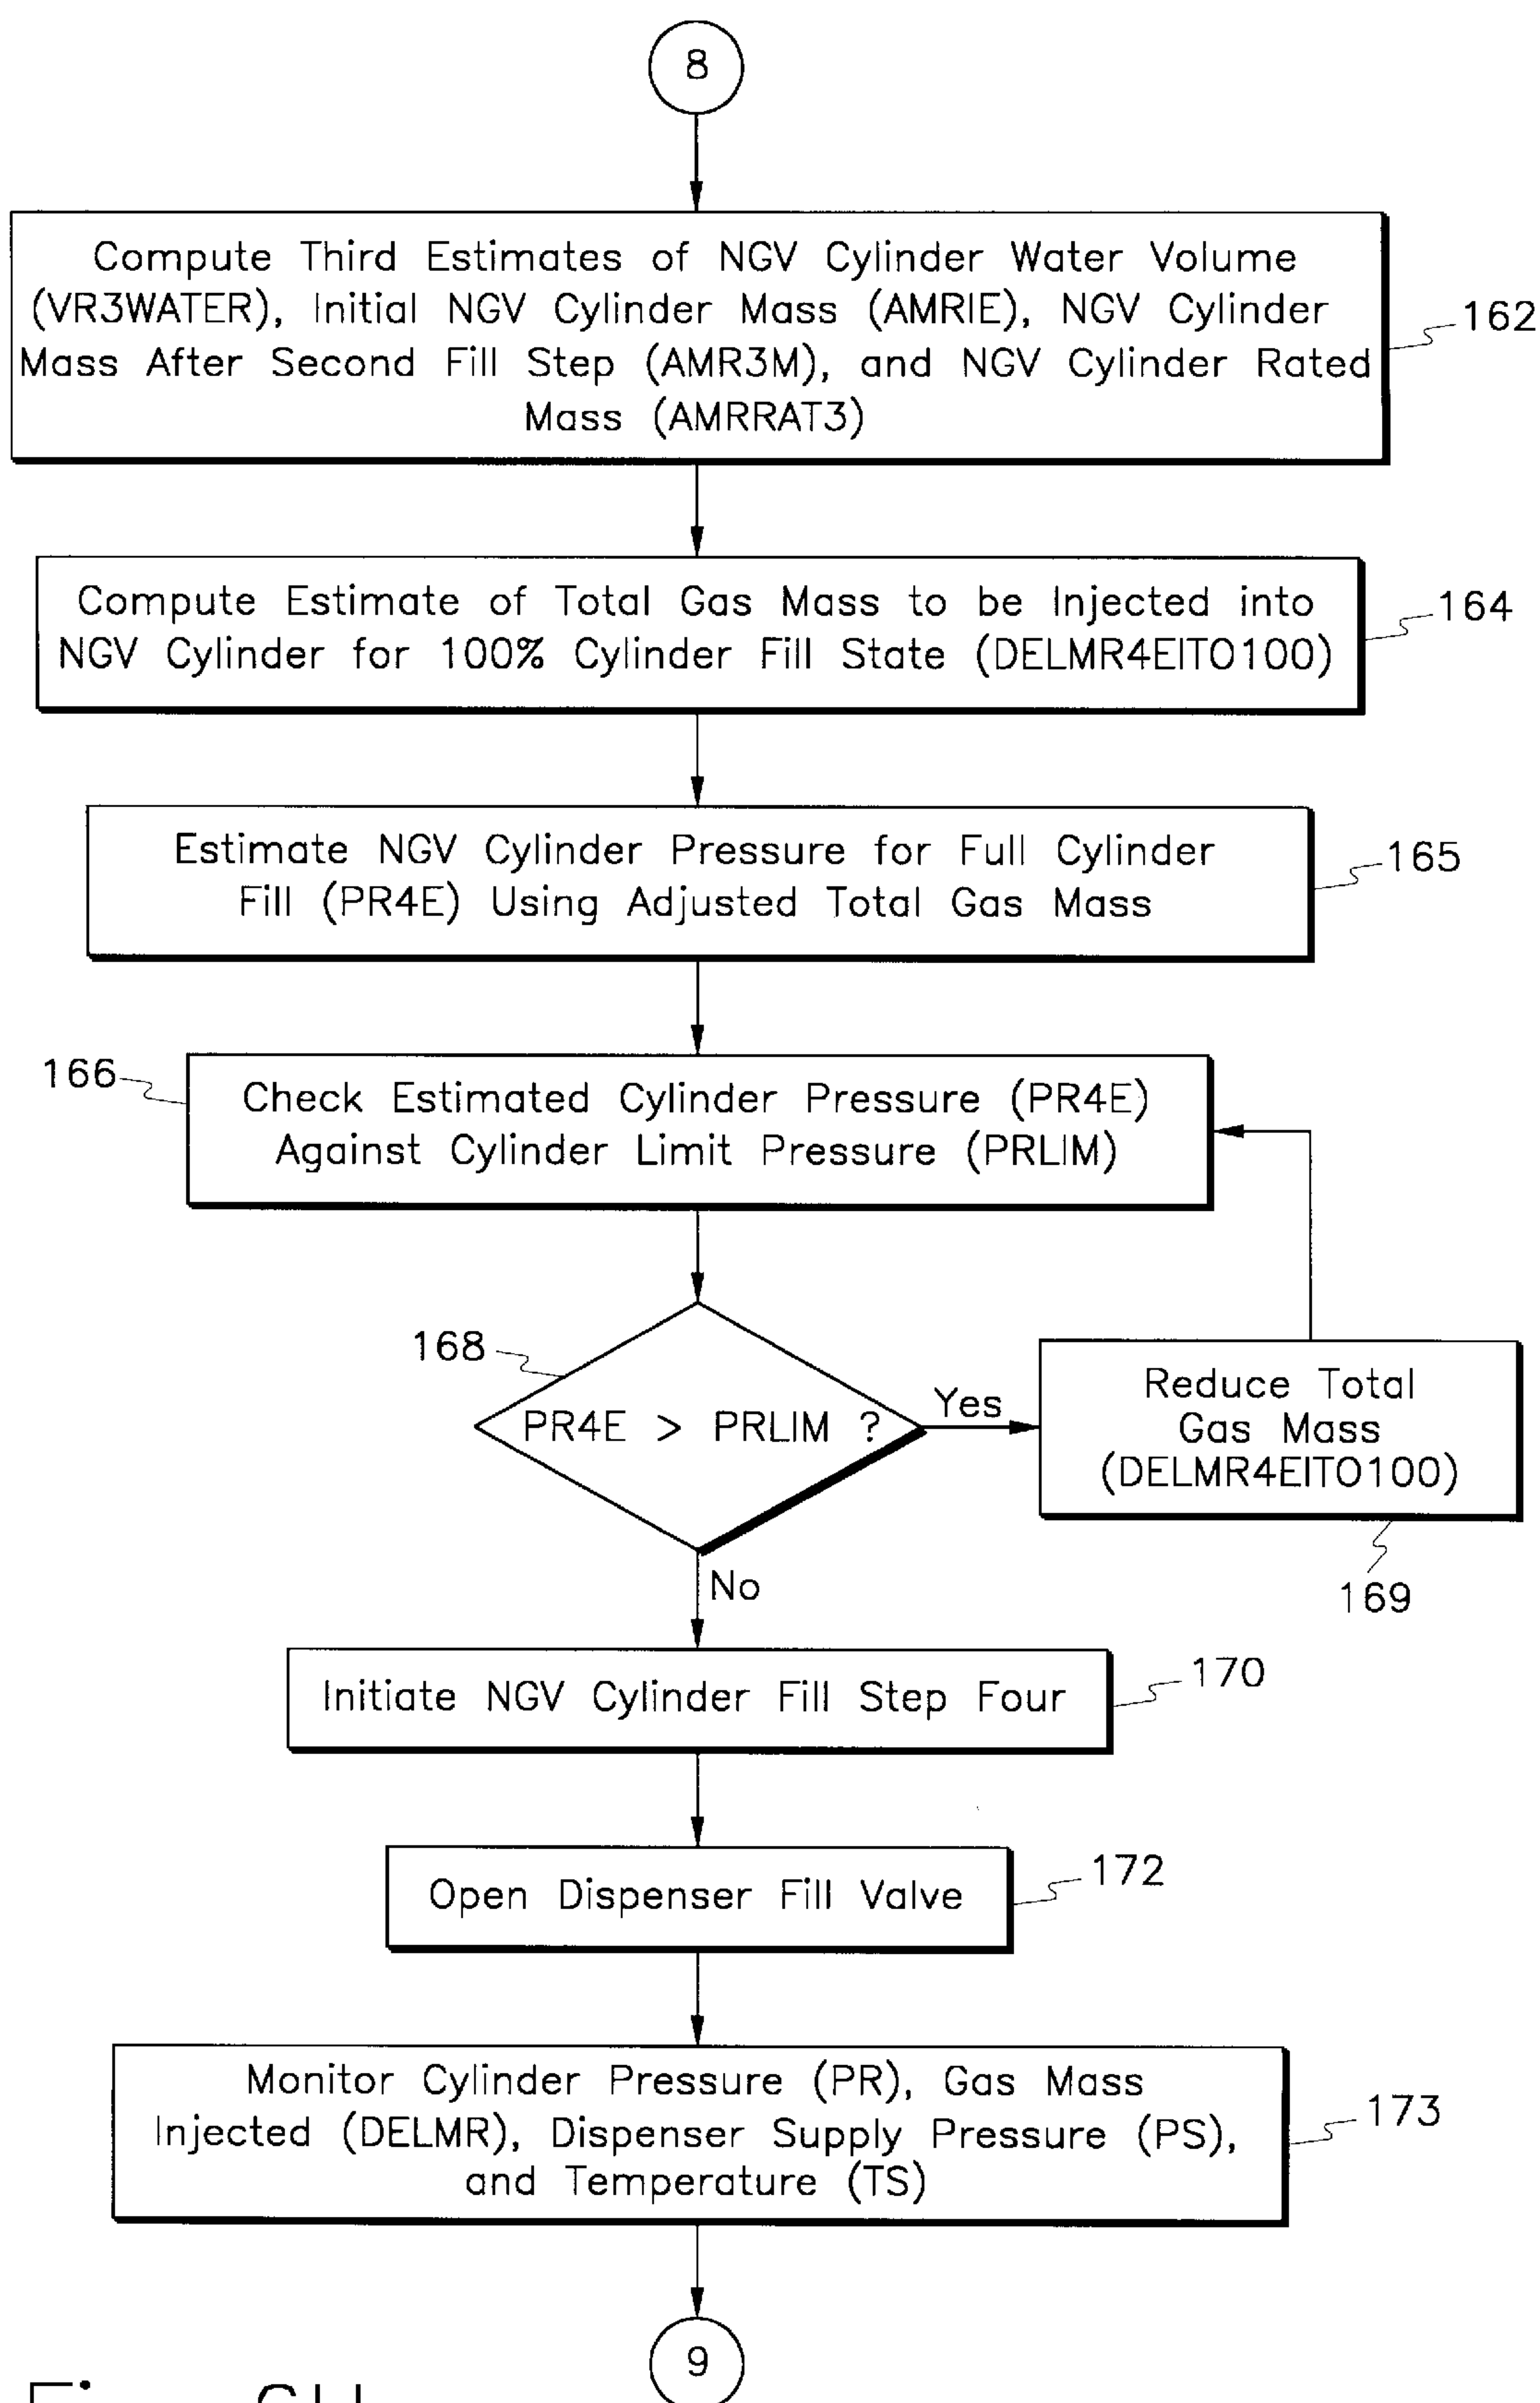 8
Compute Third Estimates of NGV Cylinder Water Volume
(VR3WATER), Initial NGV Cylinder Mass (AMRIE), NGV Cylinder
Mass After Second Fill Step (AMR3M), and NGV Cylinder Rated
Mass (AMRRAT3)
162
Compute Estimate of Total Gas Mass to be Injected into
NGV Cylinder for 100% Cylinder Fill State (DELMR4EITO100)
164
Estimate NGV Cylinder Pressure for Full Cylinder
Fill (PR4E) Using Adjusted Total Gas Mass
165
166
Check Estimated Cylinder Pressure (PR4E)
Against Cylinder Limit Pressure (PRLIM)
168
PR4E > PRLIM ?
Yes
Reduce Total
Gas Mass
(DELMR4EITO100)
169
No
Initiate NGV Cylinder Fill Step Four
170
Open Dispenser Fill Valve
172
Monitor Cylinder Pressure (PR), Gas Mass
Injected (DELMR), Dispenser Supply Pressure (PS),
and Temperature (TS)
173
9